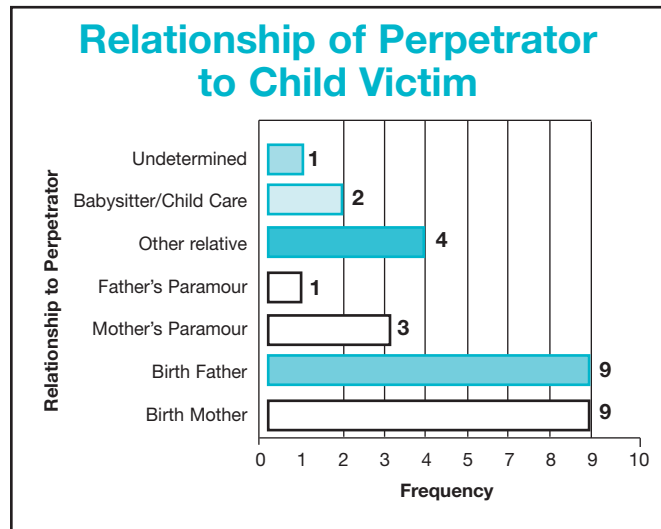 Relationship of Perpetrator
to Child Victim
Relationship to Perpetrator
Undetermined 1
Babysitter/Child Care 2
Other relative 4
Father's Paramour 1
Mother's Paramour 3
Birth Father 9
Birth Mother 9
0 1 2 3 4 5 6 7 8 9 10
Frequency